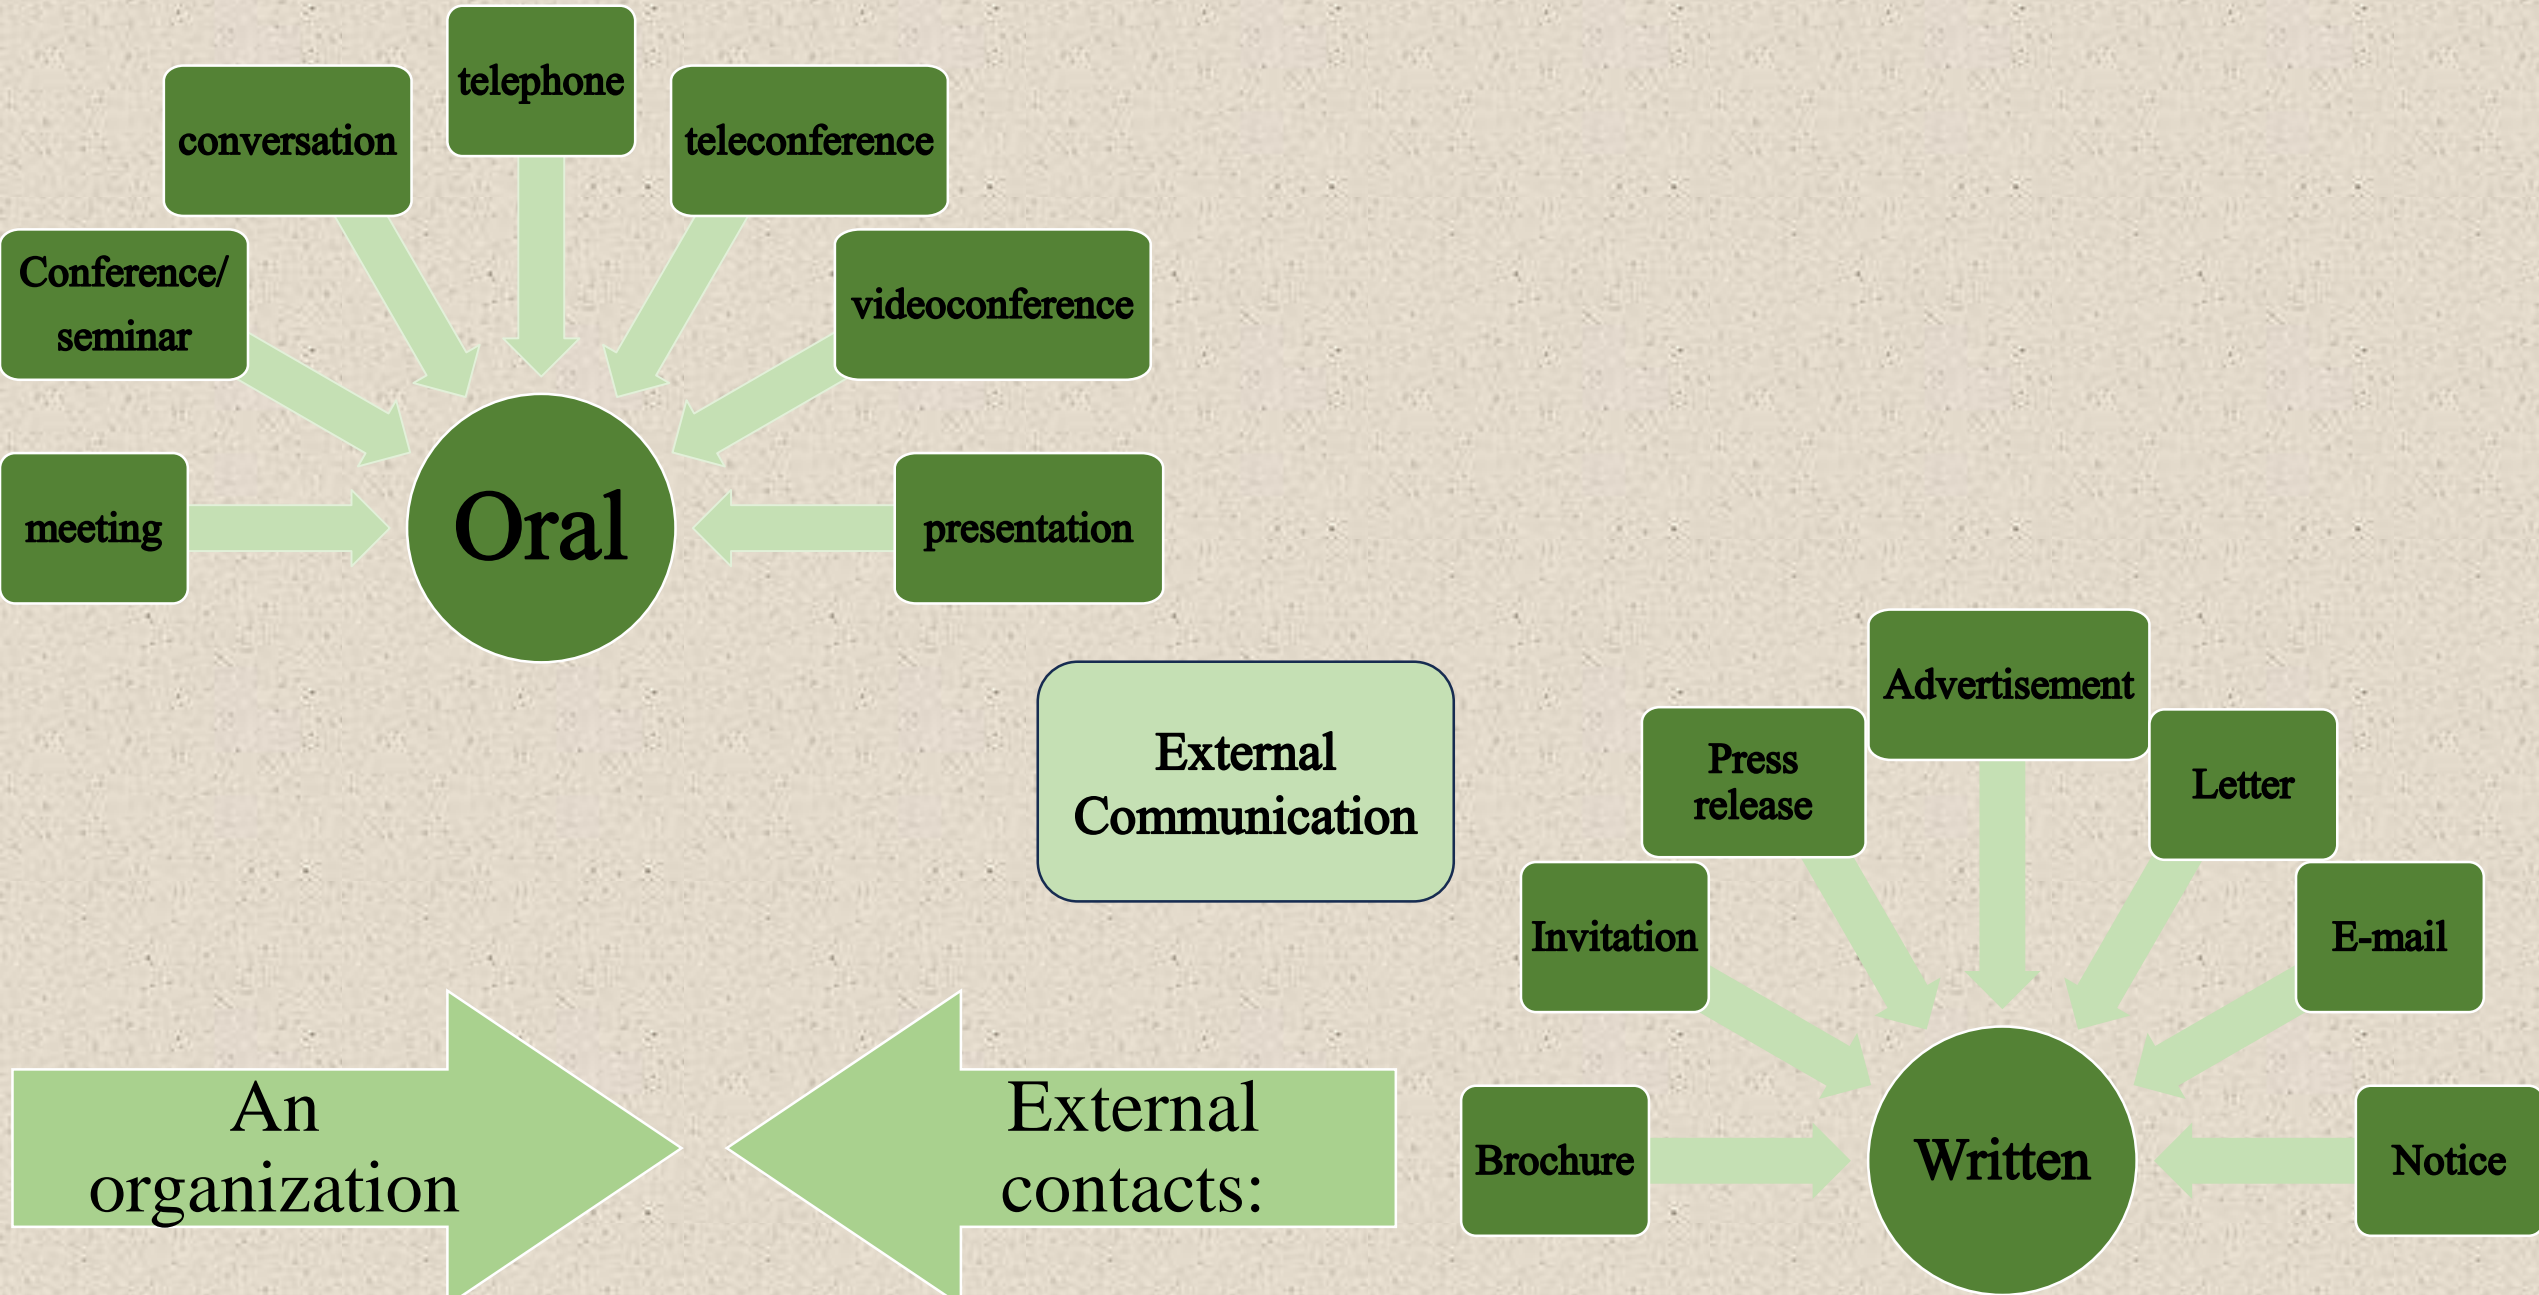 telephone
conversation
teleconference
Conference/
seminar
videoconference
meeting
Oral
presentation
External
Communication
Advertisement
Press
release
Letter
Invitation
E-mail
Brochure
Written
Notice
An
organization
External
contacts: